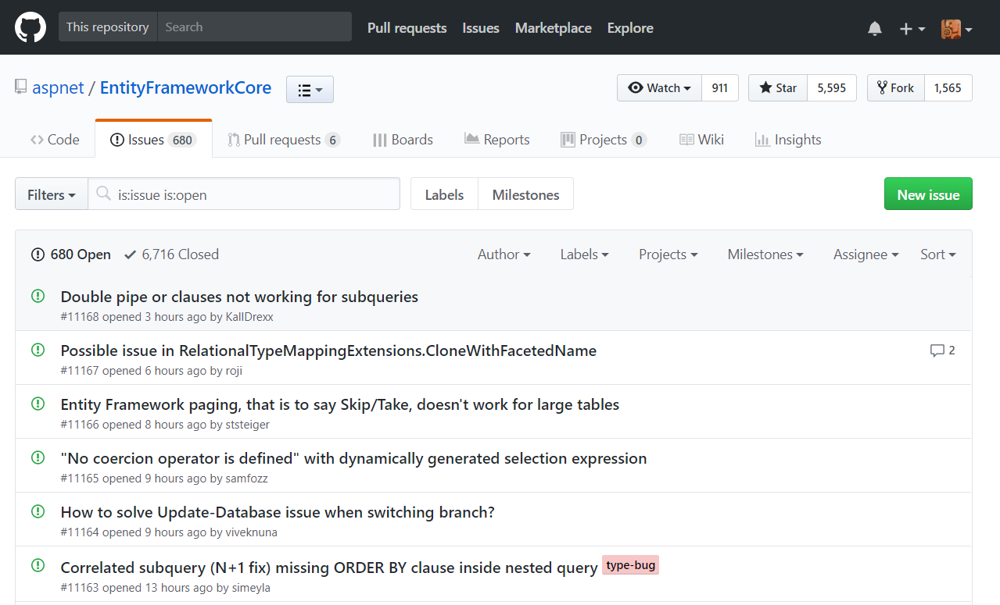 This repository Search Pull requests Issues Marketplace Explore
aspnet / EntityFrameworkCore Watch 911 Star 5,595 Fork 1,565
Code Issues 680 Pull requests 6 Boards Reports Projects 0 Wiki Insights
Filters is:issue is:open Labels Milestones New issue
680 Open 6,716 Closed Author Labels Projects Milestones Assignee Sort
Double pipe or clauses not working for subqueries
#11168 opened 3 hours ago by KallDrexx
Possible issue in RelationalTypeMappingExtensions.CloneWithFacetedName 2
#11167 opened 6 hours ago by roji
Entity Framework paging, that is to say Skip/Take, doesn't work for large tables
#11166 opened 8 hours ago by ststeiger
"No coercion operator is defined" with dynamically generated selection expression
#11165 opened 9 hours ago by samfozz
How to solve Update-Database issue when switching branch?
#11164 opened 9 hours ago by viveknuna
Correlated subquery (N+1 fix) missing ORDER BY clause inside nested query type-bug
#11163 opened 13 hours ago by simeyla